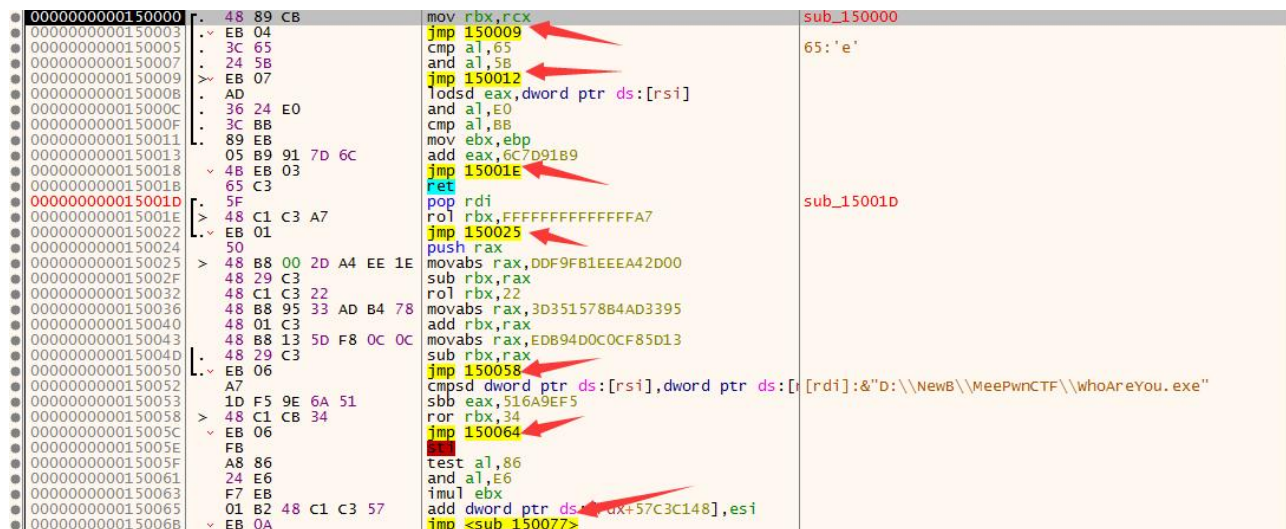 0000000000150000 48 89 CB mov rbx,rcx sub_150000
0000000000150003 EB 04 jmp 150009
0000000000150005 3C 65 cmp al,65 65:'e'
0000000000150007 24 5B and al,5B
0000000000150009 EB 07 jmp 150012
000000000015000B AD lodsd eax,dword ptr ds:[rsi]
000000000015000C 36 24 E0 and al,E0
000000000015000F 3C BB cmp al,BB
0000000000150011 89 EB mov ebx,ebp
0000000000150013 05 B9 91 7D 6C add eax,6C7D91B9
0000000000150018 4B EB 03 jmp 15001E
000000000015001B 65 C3 ret
000000000015001D 5F pop rdi sub_15001D
000000000015001E 48 C1 C3 A7 rol rbx,FFFFFFFFFFFFFFA7
0000000000150022 EB 01 jmp 150025
0000000000150024 50 push rax
0000000000150025 48 B8 00 2D A4 EE 1E movabs rax,DDF9FB1EEEA42D00
000000000015002F 48 29 C3 sub rbx,rax
0000000000150032 48 C1 C3 22 rol rbx,22
0000000000150036 48 B8 95 33 AD B4 78 movabs rax,3D351578B4AD3395
0000000000150040 48 01 C3 add rbx,rax
0000000000150043 48 B8 13 5D F8 0C 0C movabs rax,EDB94D0C0CF85D13
000000000015004D 48 29 C3 sub rbx,rax
0000000000150050 EB 06 jmp 150058
0000000000150052 A7 cmpsd dword ptr ds:[rsi],dword ptr ds:[r [rdi]:&"D:\\NewB\\MeePwnCTF\\WhoAreYou.exe"
0000000000150053 1D F5 9E 6A 51 sbb eax,516A9EF5
0000000000150058 48 C1 CB 34 ror rbx,34
000000000015005C EB 06 jmp 150064
000000000015005E FB sti
000000000015005F A8 86 test al,86
0000000000150061 24 E6 and al,E6
0000000000150063 F7 EB imul ebx
0000000000150065 01 B2 48 C1 C3 57 add dword ptr ds: x+57C3C148],esi
000000000015006B EB 0A jmp <sub_150077>